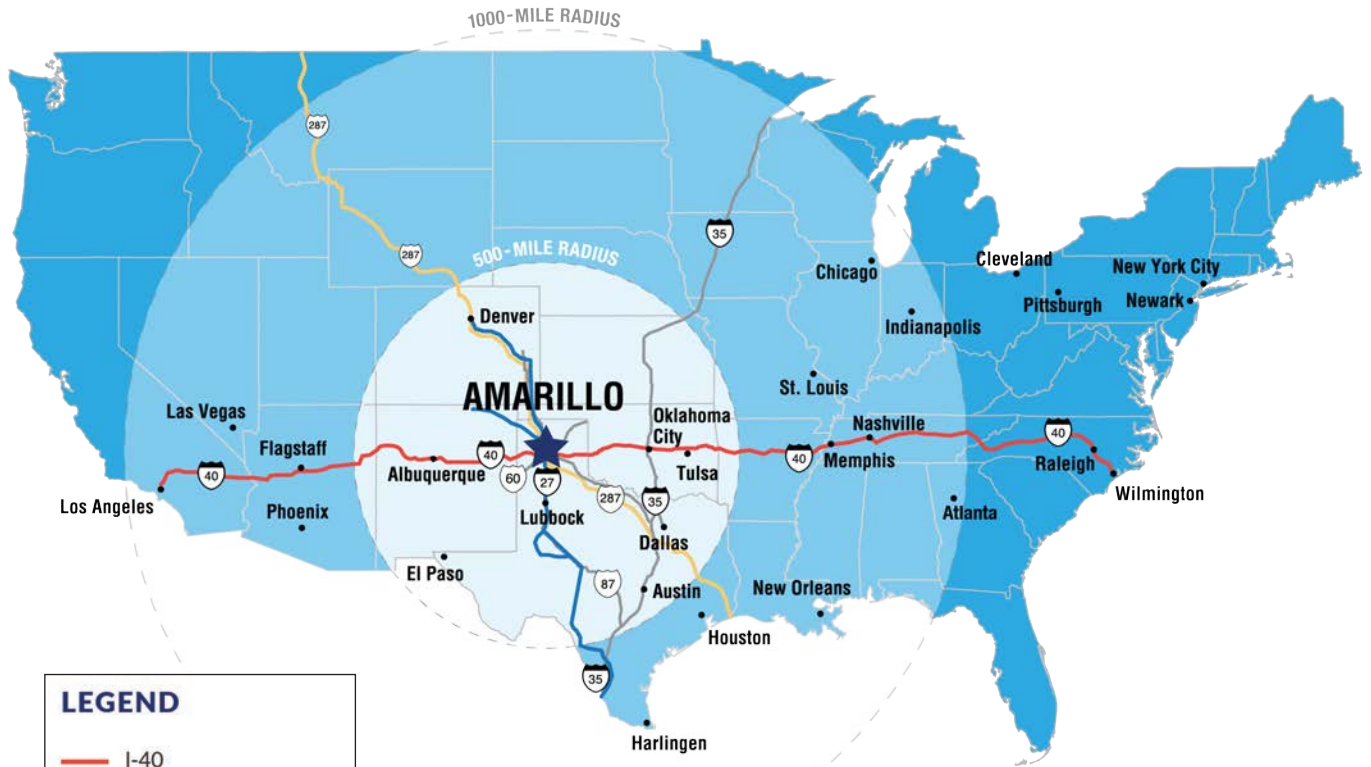 1000-MILE RADIUS
287
35
287
500-MILE RADIUS
Cleveland
Chicago
New York City
Pittsburgh
Newark
Denver
Indianapolis
St. Louis
AMARILLO
Las Vegas
Oklahoma
City
Nashville
Flagstaff
40
40
Albuquerque
40
60
27
Tulsa
40
Memphis
Raleigh
Los Angeles
287
35
Wilmington
Phoenix
Lubbock
Atlanta
Dallas
El Paso
87
Austin
New Orleans
Houston
35
LEGEND
Harlingen
I-40